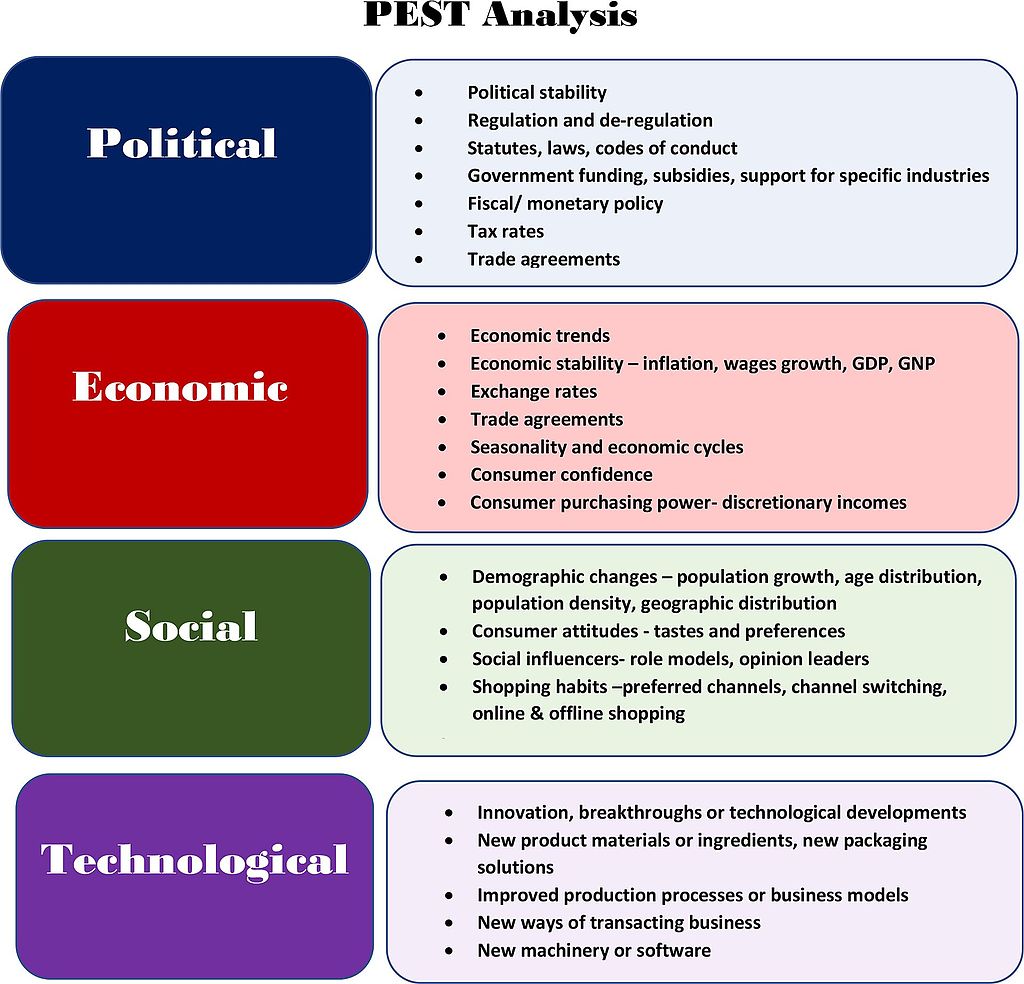 PEST Analysis
Political
• Political stability
• Regulation and de-regulation
• Statutes, laws, codes of conduct
• Government funding, subsidies, support for specific industries
• Fiscal/ monetary policy
• Tax rates
• Trade agreements
Economic
• Economic trends
• Economic stability – inflation, wages growth, GDP, GNP
• Exchange rates
• Trade agreements
• Seasonality and economic cycles
• Consumer confidence
• Consumer purchasing power- discretionary incomes
Social
• Demographic changes – population growth, age distribution,
population density, geographic distribution
• Consumer attitudes - tastes and preferences
• Social influencers- role models, opinion leaders
• Shopping habits –preferred channels, channel switching,
online & offline shopping
Technological
• Innovation, breakthroughs or technological developments
• New product materials or ingredients, new packaging
solutions
• Improved production processes or business models
• New ways of transacting business
• New machinery or software